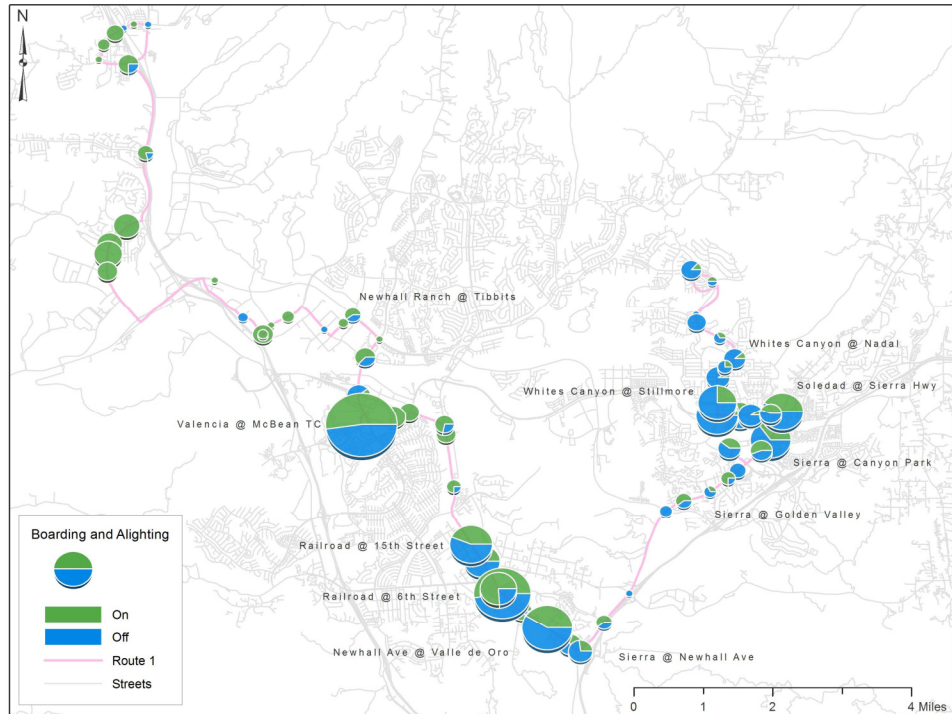 N
Newhall Ranch @ Tibbits
Whites Canyon @ Nadal
Whites Canyon @ Stillmore
Soledad @ Sierra Hwy
Valencia @ McBean TC
Sierra @ Canyon Park
Sierra @ Golden Valley
Railroad @ 15th Street
Railroad @ 6th Street
Newhall Ave @ Valle de Oro
Sierra @ Newhall Ave
Boarding and Alighting
On
Off
Route 1
Streets
0 1 2 4 Miles